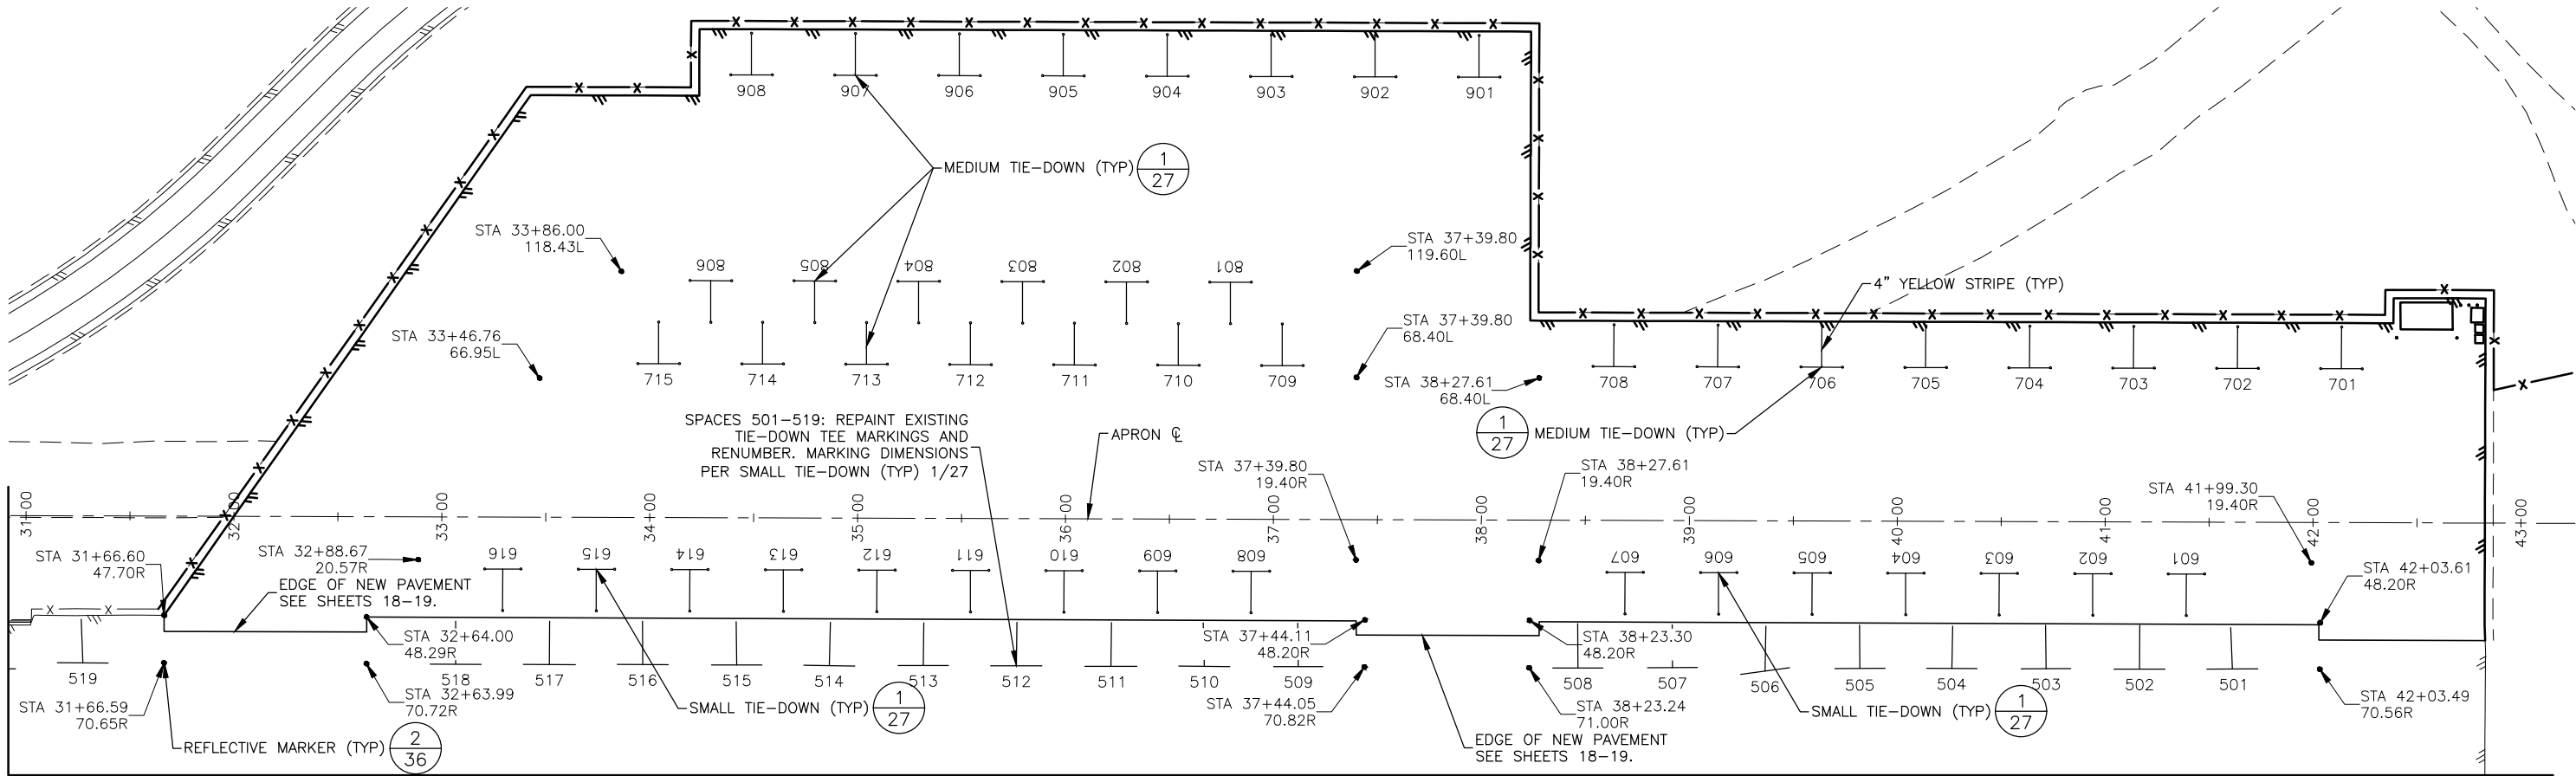 908
907
906
905
904
903
902
901
MEDIUM TIE-DOWN (TYP)
1
27
STA 33+86.00
118.43L
STA 37+39.80
119.60L
806
805
804
803
802
801
4" YELLOW STRIPE (TYP)
STA 33+46.76
66.95L
STA 37+39.80
68.40L
715
714
713
712
711
710
709
STA 38+27.61
68.40L
708
707
706
705
704
703
702
701
SPACES 501-519: REPAINT EXISTING
TIE-DOWN TEE MARKINGS AND
RENUMBER. MARKING DIMENSIONS
PER SMALL TIE-DOWN (TYP) 1/27
APRON ℄
1
27
MEDIUM TIE-DOWN (TYP)
STA 37+39.80
19.40R
STA 38+27.61
19.40R
STA 41+99.30
19.40R
31+00
32+00
33+00
34+00
35+00
36+00
37+00
38+00
39+00
40+00
41+00
42+00
43+00
STA 31+66.60
47.70R
STA 32+88.67
20.57R
616
615
614
613
612
611
610
609
608
607
606
605
604
603
602
601
EDGE OF NEW PAVEMENT
SEE SHEETS 18-19.
STA 42+03.61
48.20R
STA 32+64.00
48.29R
STA 37+44.11
48.20R
STA 38+23.30
48.20R
519
518
517
516
515
514
513
512
511
510
509
508
507
506
505
504
503
502
501
STA 31+66.59
70.65R
STA 32+63.99
70.72R
SMALL TIE-DOWN (TYP)
1
27
STA 37+44.05
70.82R
STA 38+23.24
71.00R
SMALL TIE-DOWN (TYP)
1
27
STA 42+03.49
70.56R
REFLECTIVE MARKER (TYP)
2
36
EDGE OF NEW PAVEMENT
SEE SHEETS 18-19.